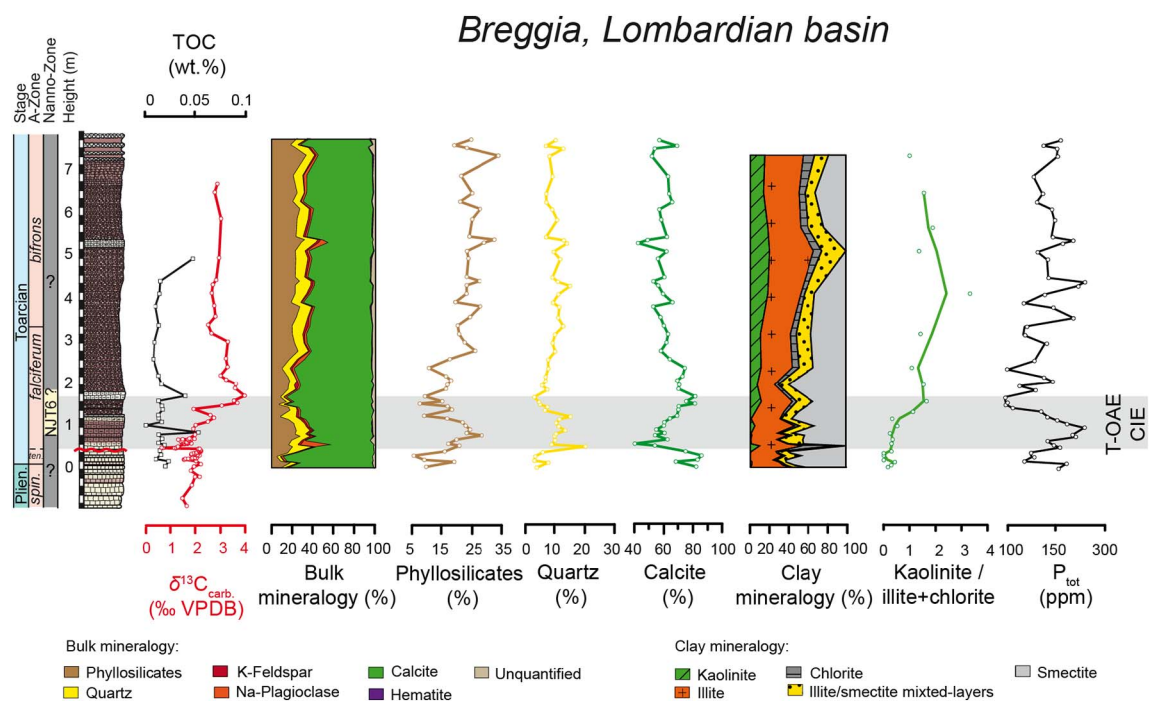 Breggia, Lombardian basin
Stage
A-Zone
Nanno-Zone
Height (m)
TOC
(wt.%)
0 0.05 0.1
Toarcian
Plien.
bifrons
falciferum
ten.
spin.
?
NJT6 ?
?
7
6
5
4
3
2
1
0
T-OAE
CIE
0 1 2 3 4
δ13Ccarb.
(‰ VPDB)
0 20 60 100
Bulk
mineralogy (%)
5 15 25 35
Phyllosilicates
(%)
0 10 20 30
Quartz
(%)
40 60 80 100
Calcite
(%)
0 20 60 100
Clay
mineralogy (%)
0 1 2 3 4
Kaolinite /
illite+chlorite
100 150 300
Ptot
(ppm)
Bulk mineralogy:
Phyllosilicates
K-Feldspar
Calcite
Unquantified
Quartz
Na-Plagioclase
Hematite
Clay mineralogy:
Kaolinite
Chlorite
Smectite
Illite
Illite/smectite mixed-layers